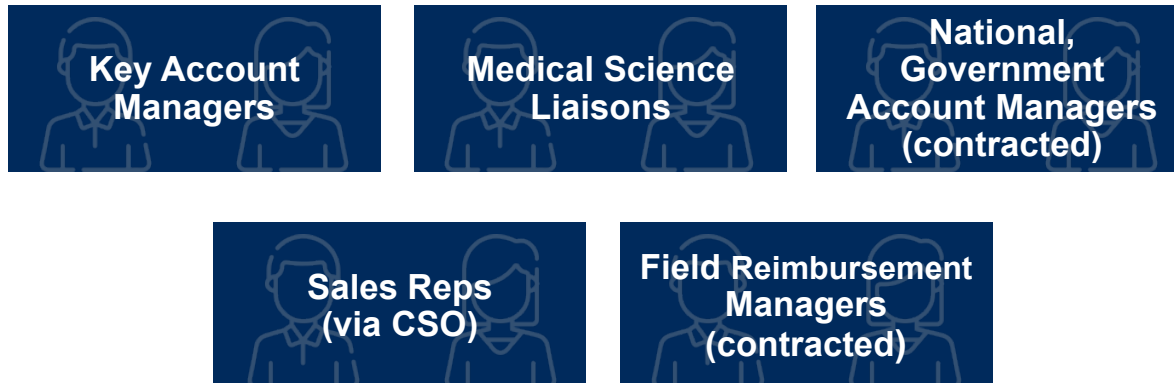 Key Account
Managers
Medical Science
Liaisons
National,
Government
Account Managers
(contracted)
Sales Reps
(via CSO)
Field Reimbursement
Managers
(contracted)